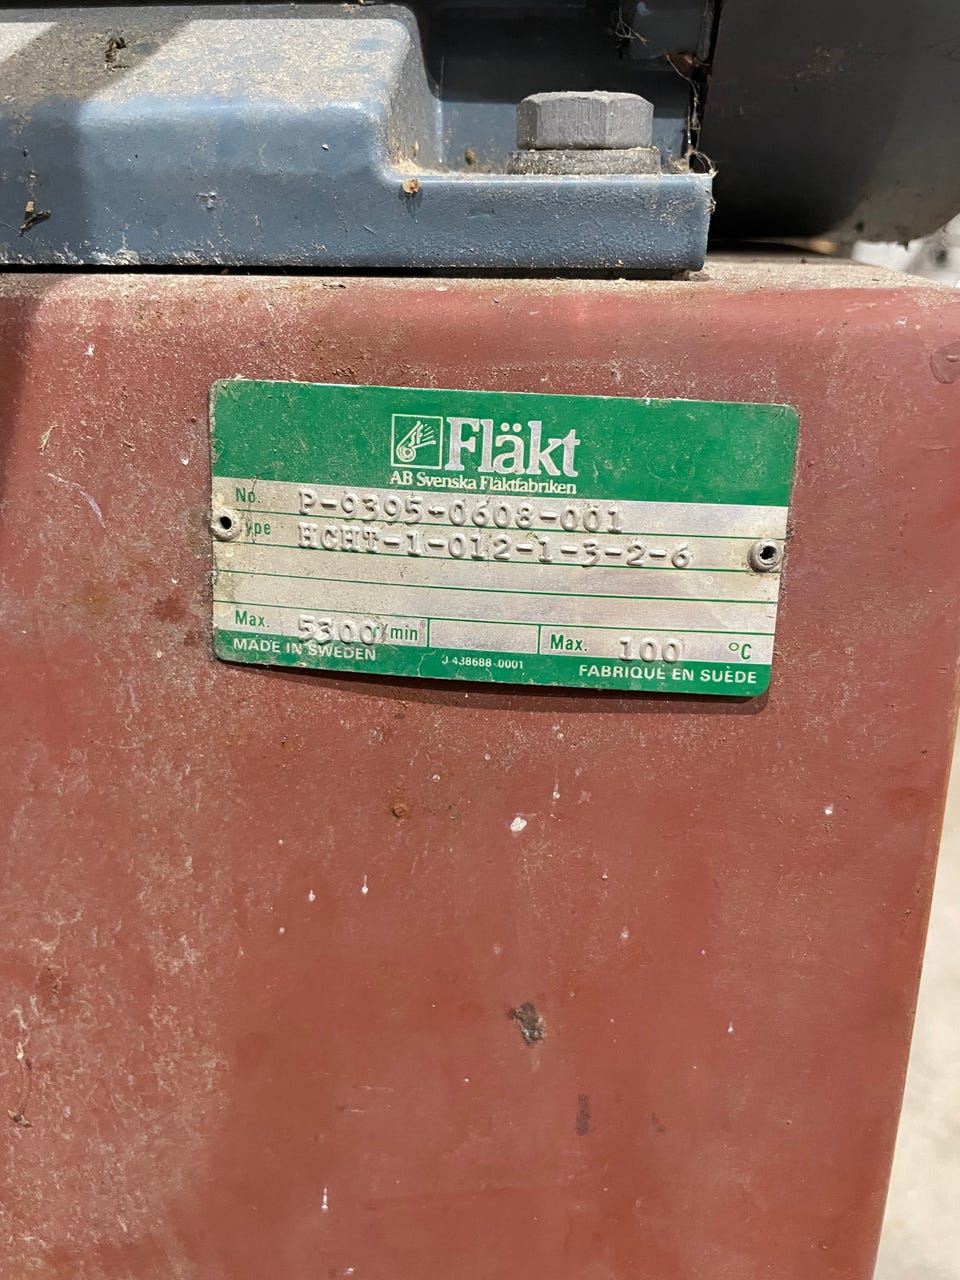 Fläkt
AB Svenska Fläktfabriken
No. P-0395-0608-001
Type HCHT-1-012-1-3-2-6
Max. 5300 /min
Max. 100 °C
MADE IN SWEDEN
J 438688-0001
FABRIQUÉ EN SUÈDE